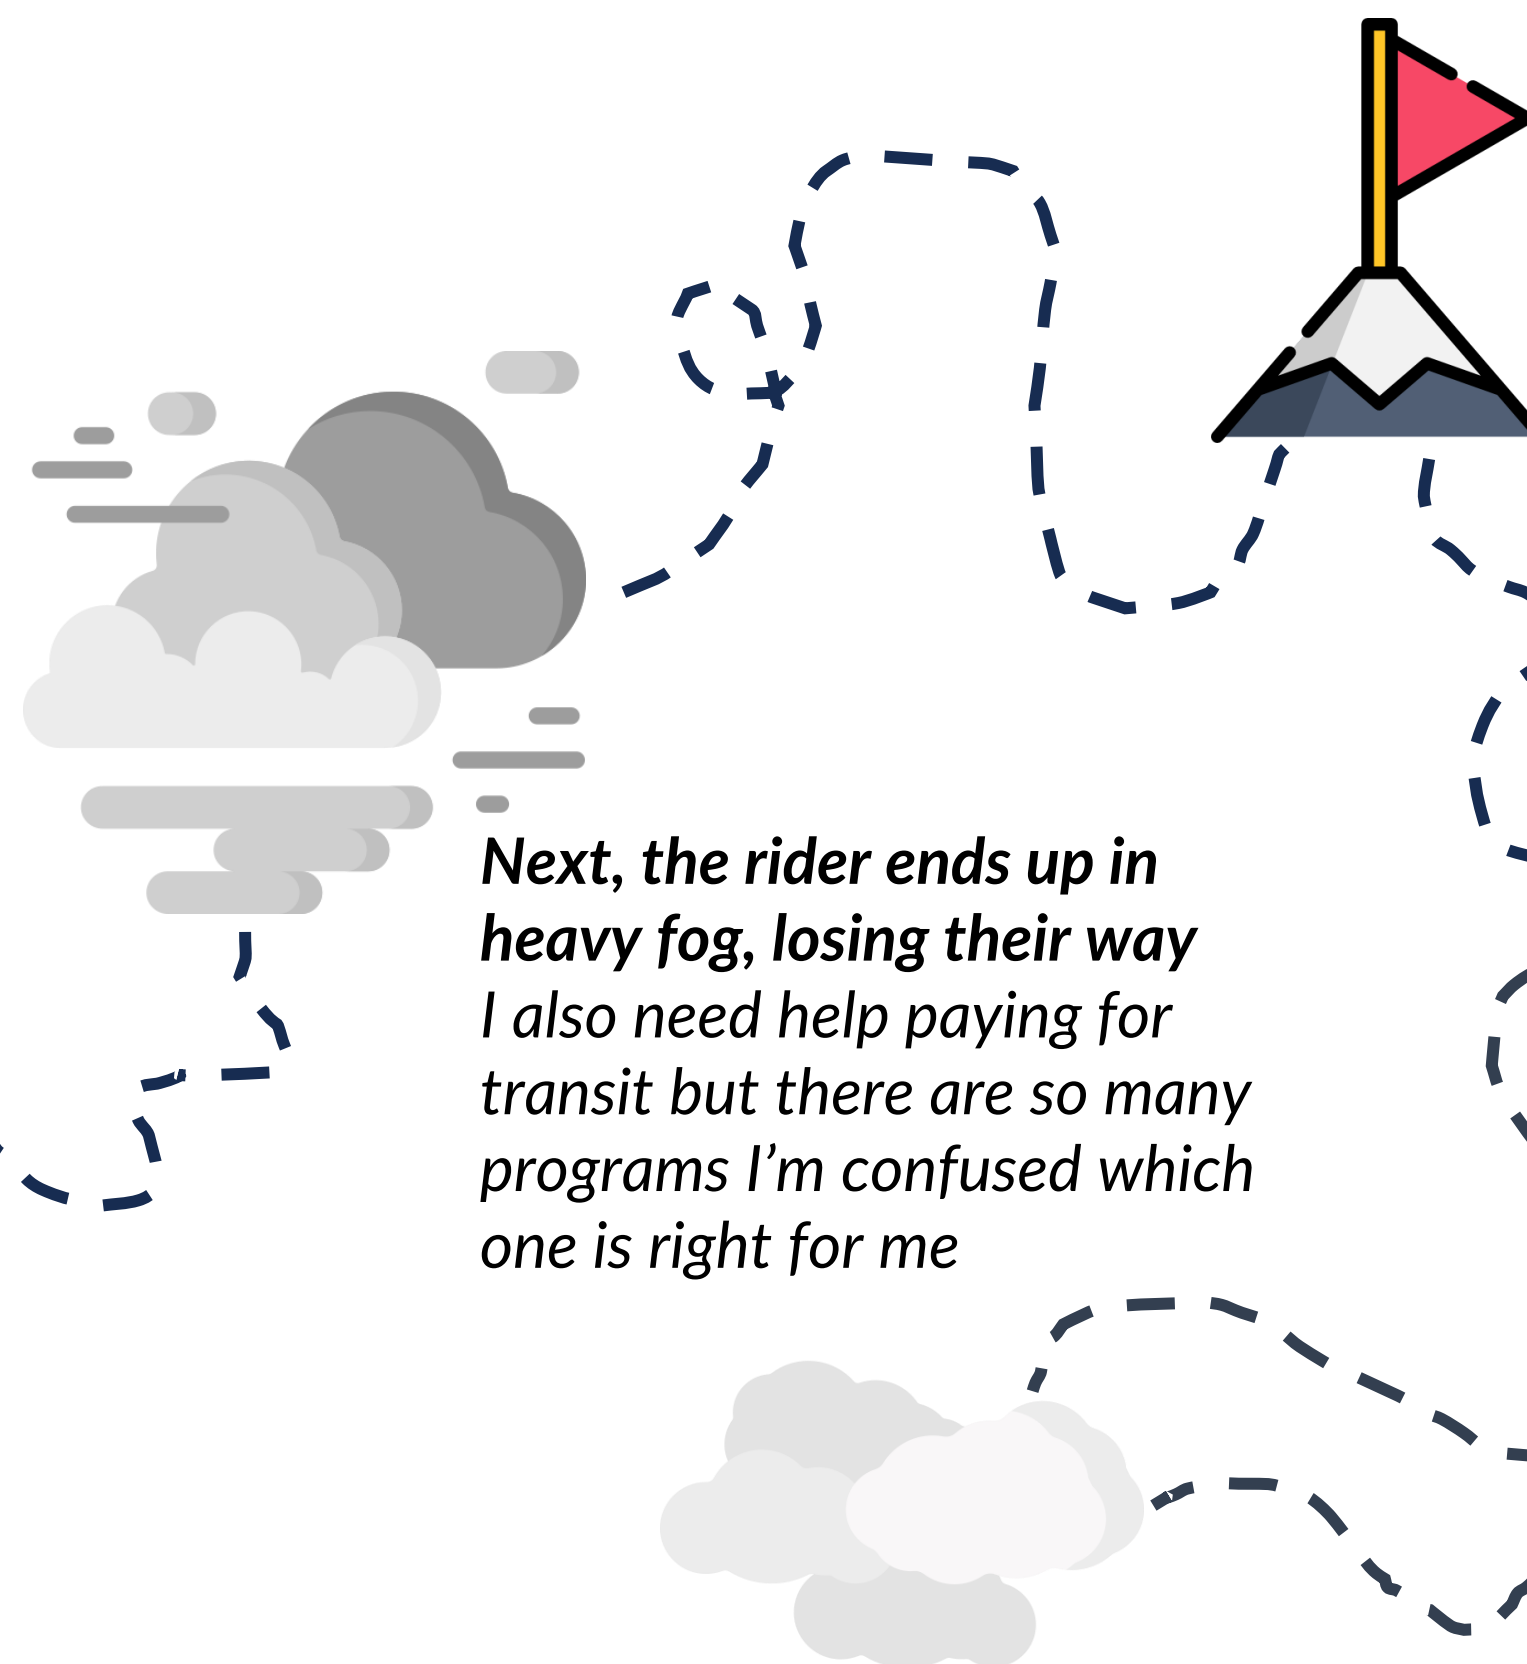 Next, the rider ends up in
heavy fog, losing their way
I also need help paying for
transit but there are so many
programs I’m confused which
one is right for me